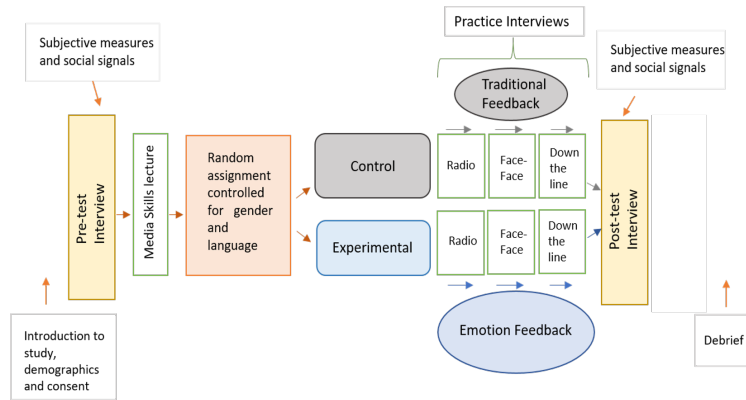 Practice Interviews
Subjective measures
and social signals
Subjective measures
and social signals
Traditional
Feedback
Pre-test
Interview
Media Skills lecture
Random
assignment
controlled
for gender
and
language
Control
Experimental
Radio
Face-
Face
Down
the
line
Radio
Face-
Face
Down
the
line
Post-test
Interview
Emotion Feedback
Introduction to
study,
demographics
and consent
Debrief